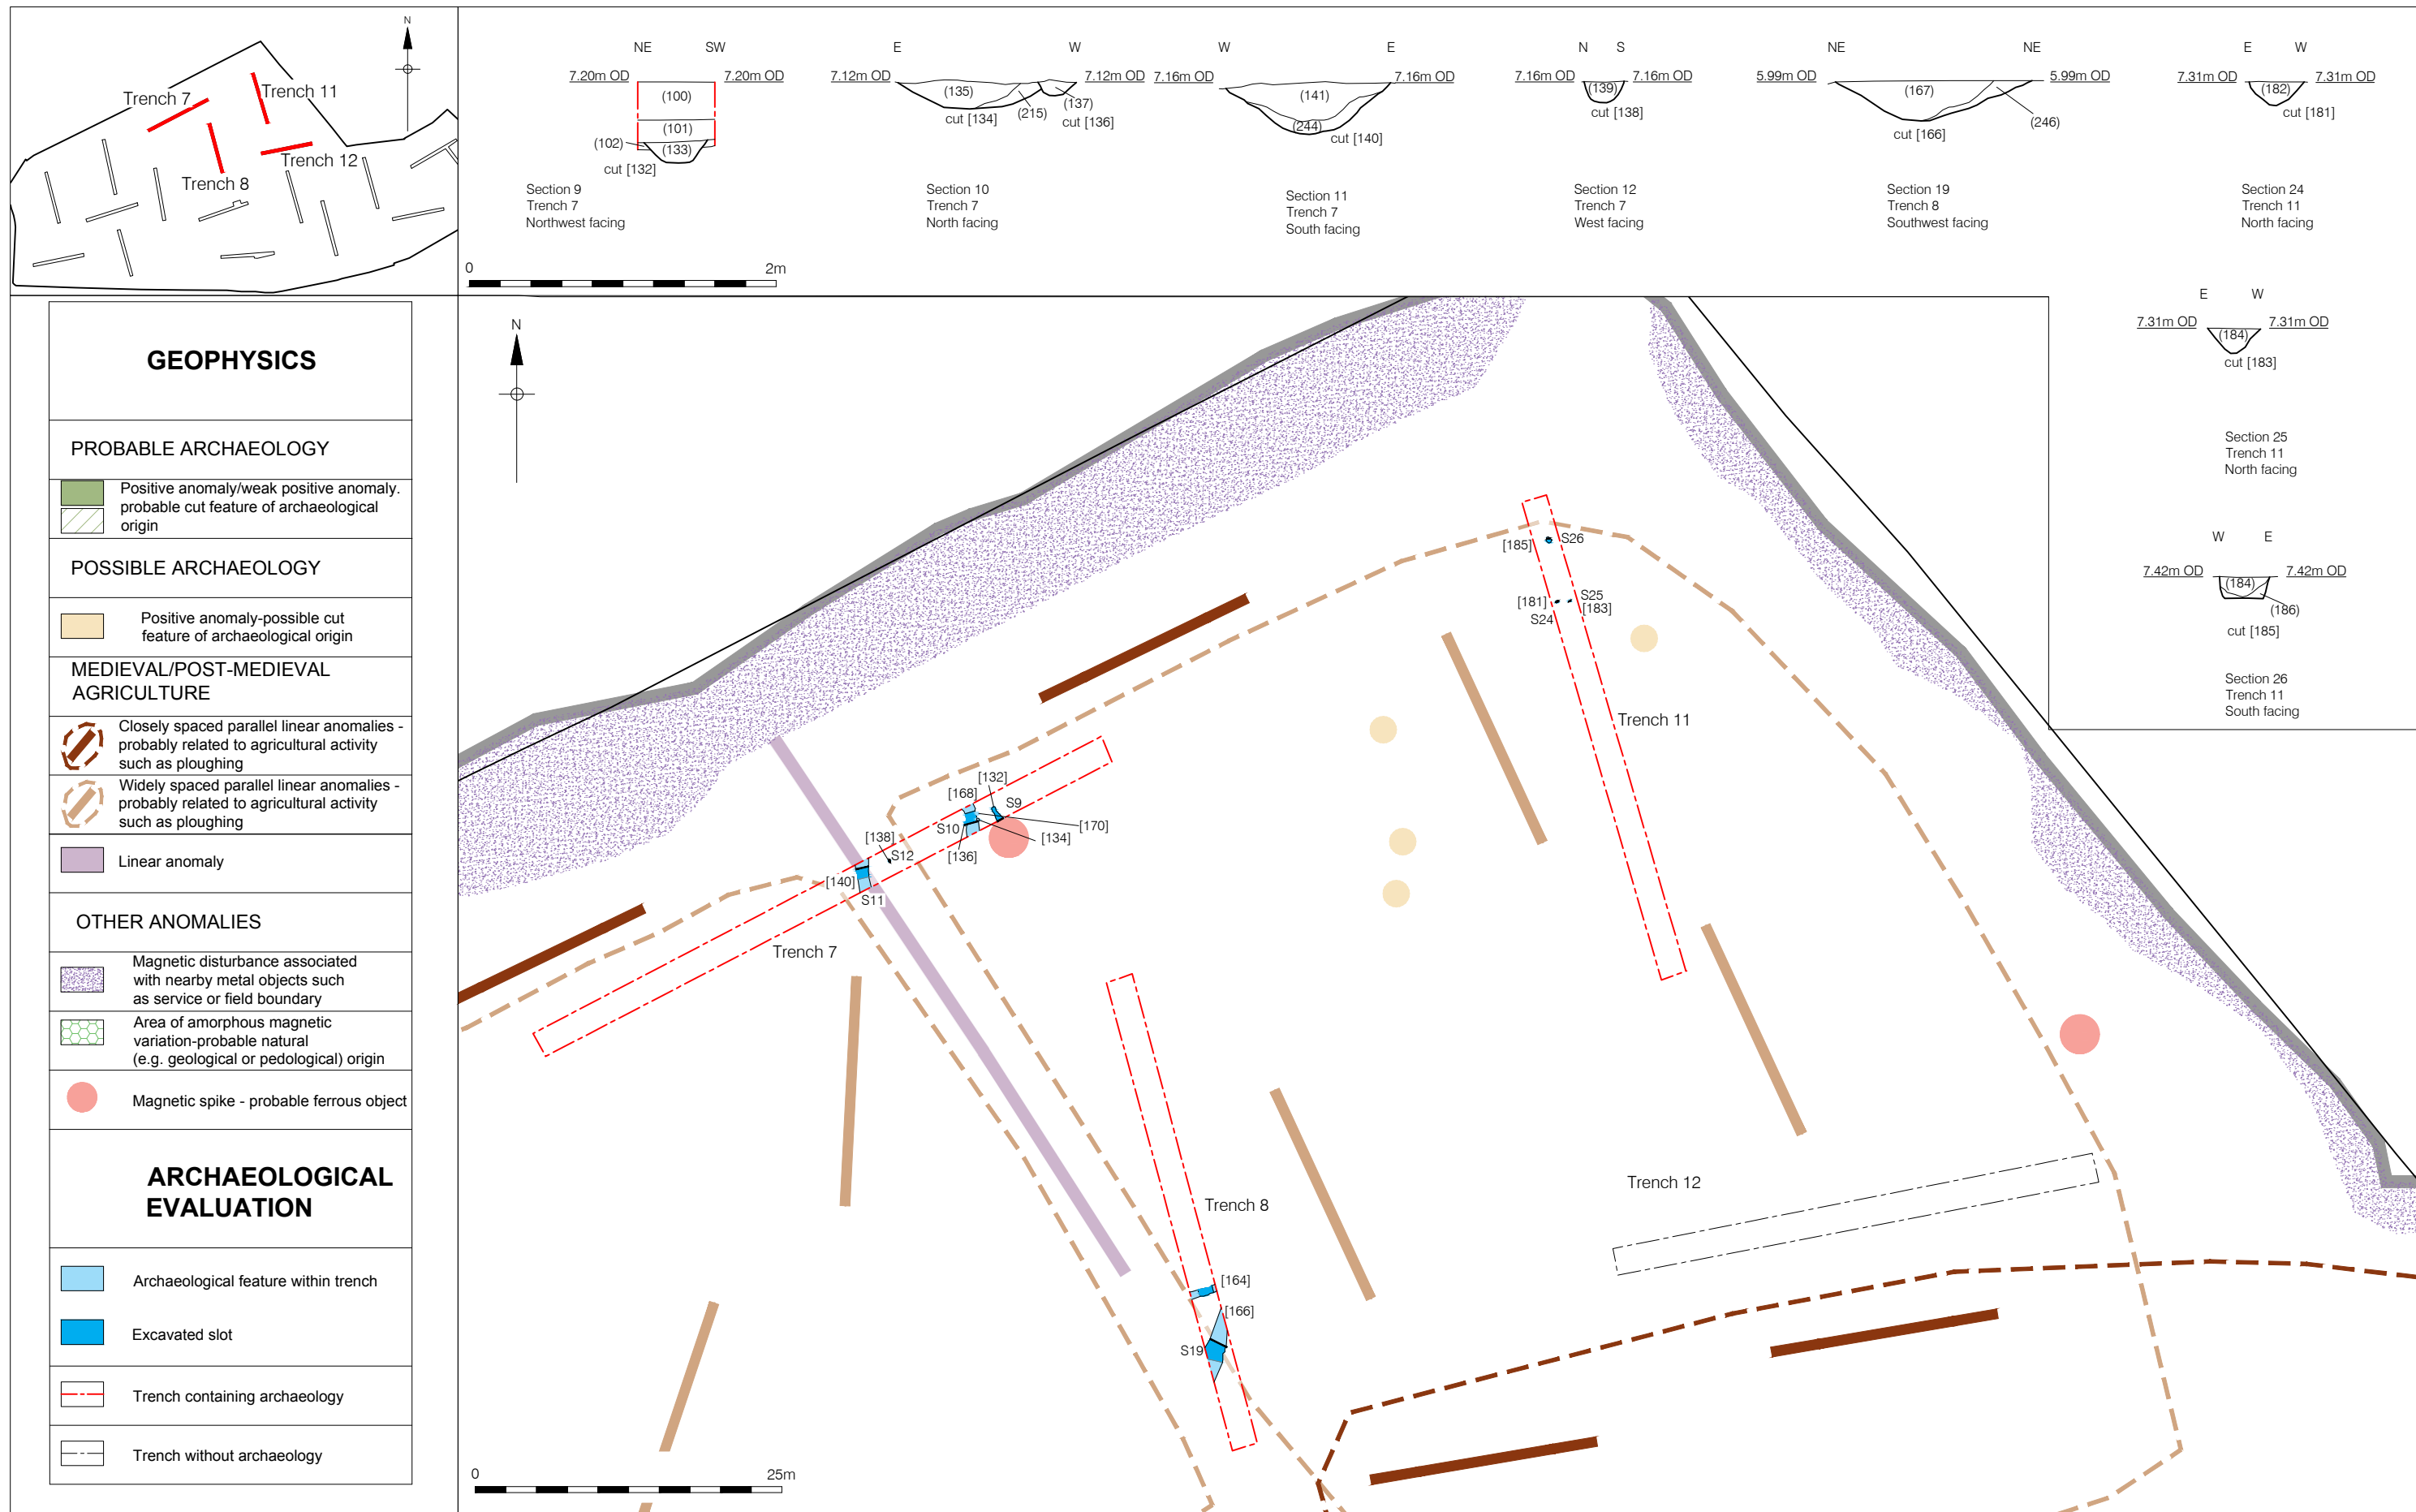 N
Trench 7
Trench 11
Trench 12
Trench 8
NE SW
7.20m OD 7.20m OD
(100)
(101)
(102)
(133)
cut [132]
Section 9
Trench 7
Northwest facing
E W
7.12m OD 7.12m OD
(135)
(215)
(137)
cut [134]
cut [136]
Section 10
Trench 7
North facing
W E
7.16m OD 7.16m OD
(141)
(244)
cut [140]
Section 11
Trench 7
South facing
N S
7.16m OD 7.16m OD
(139)
cut [138]
Section 12
Trench 7
West facing
NE NE
5.99m OD 5.99m OD
(167)
(246)
cut [166]
Section 19
Trench 8
Southwest facing
E W
7.31m OD 7.31m OD
(182)
cut [181]
Section 24
Trench 11
North facing
0 2m
E W
7.31m OD 7.31m OD
(184)
cut [183]
Section 25
Trench 11
North facing
W E
7.42m OD 7.42m OD
(184)
(186)
cut [185]
Section 26
Trench 11
South facing
GEOPHYSICS
PROBABLE ARCHAEOLOGY
Positive anomaly/weak positive anomaly.
probable cut feature of archaeological
origin
POSSIBLE ARCHAEOLOGY
Positive anomaly-possible cut
feature of archaeological origin
MEDIEVAL/POST-MEDIEVAL
AGRICULTURE
Closely spaced parallel linear anomalies -
probably related to agricultural activity
such as ploughing
Widely spaced parallel linear anomalies -
probably related to agricultural activity
such as ploughing
Linear anomaly
OTHER ANOMALIES
Magnetic disturbance associated
with nearby metal objects such
as service or field boundary
Area of amorphous magnetic
variation-probable natural
(e.g. geological or pedological) origin
Magnetic spike - probable ferrous object
ARCHAEOLOGICAL
EVALUATION
Archaeological feature within trench
Excavated slot
Trench containing archaeology
Trench without archaeology
N
[185]
S26
[181]
S25
[183]
S24
Trench 11
[132]
[168]
S9
S10
[170]
[134]
[136]
[138]
S12
[140]
S11
Trench 7
Trench 8
Trench 12
[164]
[166]
S19
0 25m